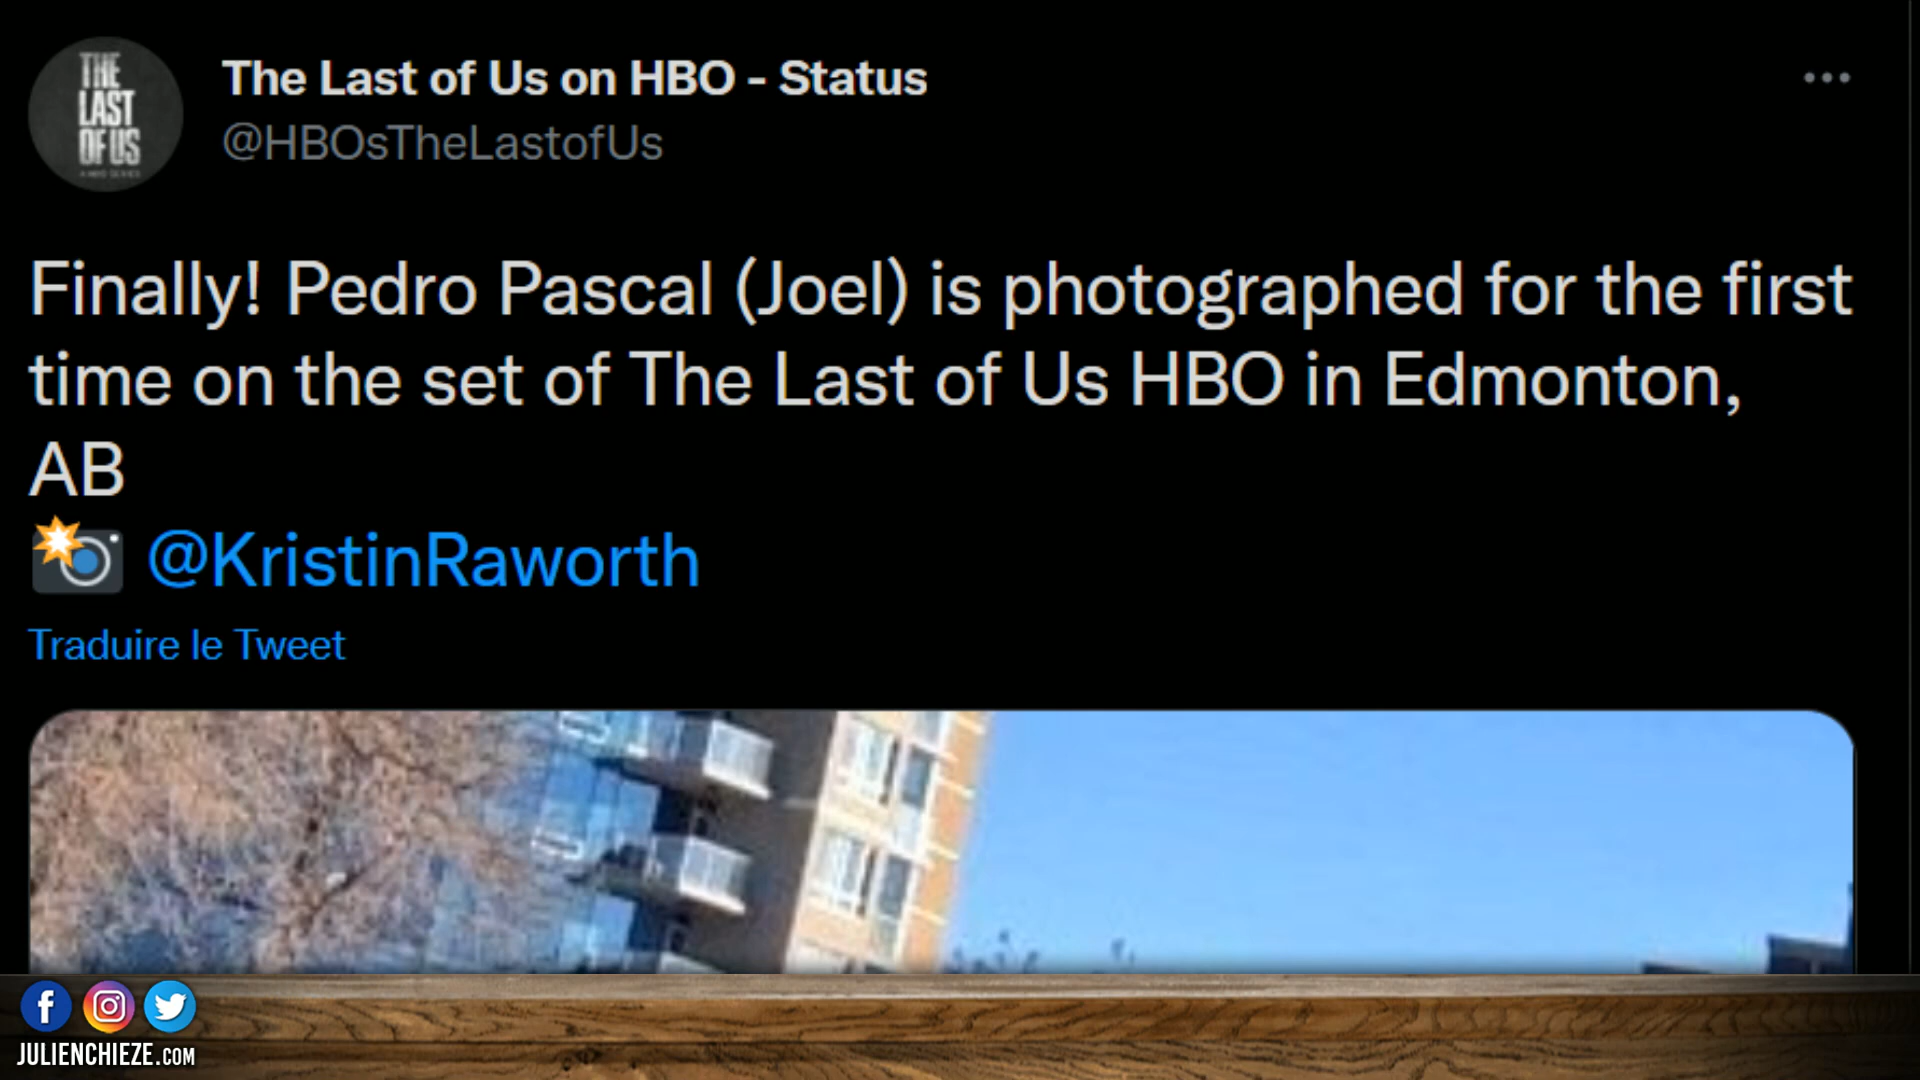 THE
LAST
OF US
The Last of Us on HBO - Status
@HBOsTheLastofUs
Finally! Pedro Pascal (Joel) is photographed for the first
time on the set of The Last of Us HBO in Edmonton,
AB
@KristinRaworth
Traduire le Tweet
JULIENCHIEZE.COM